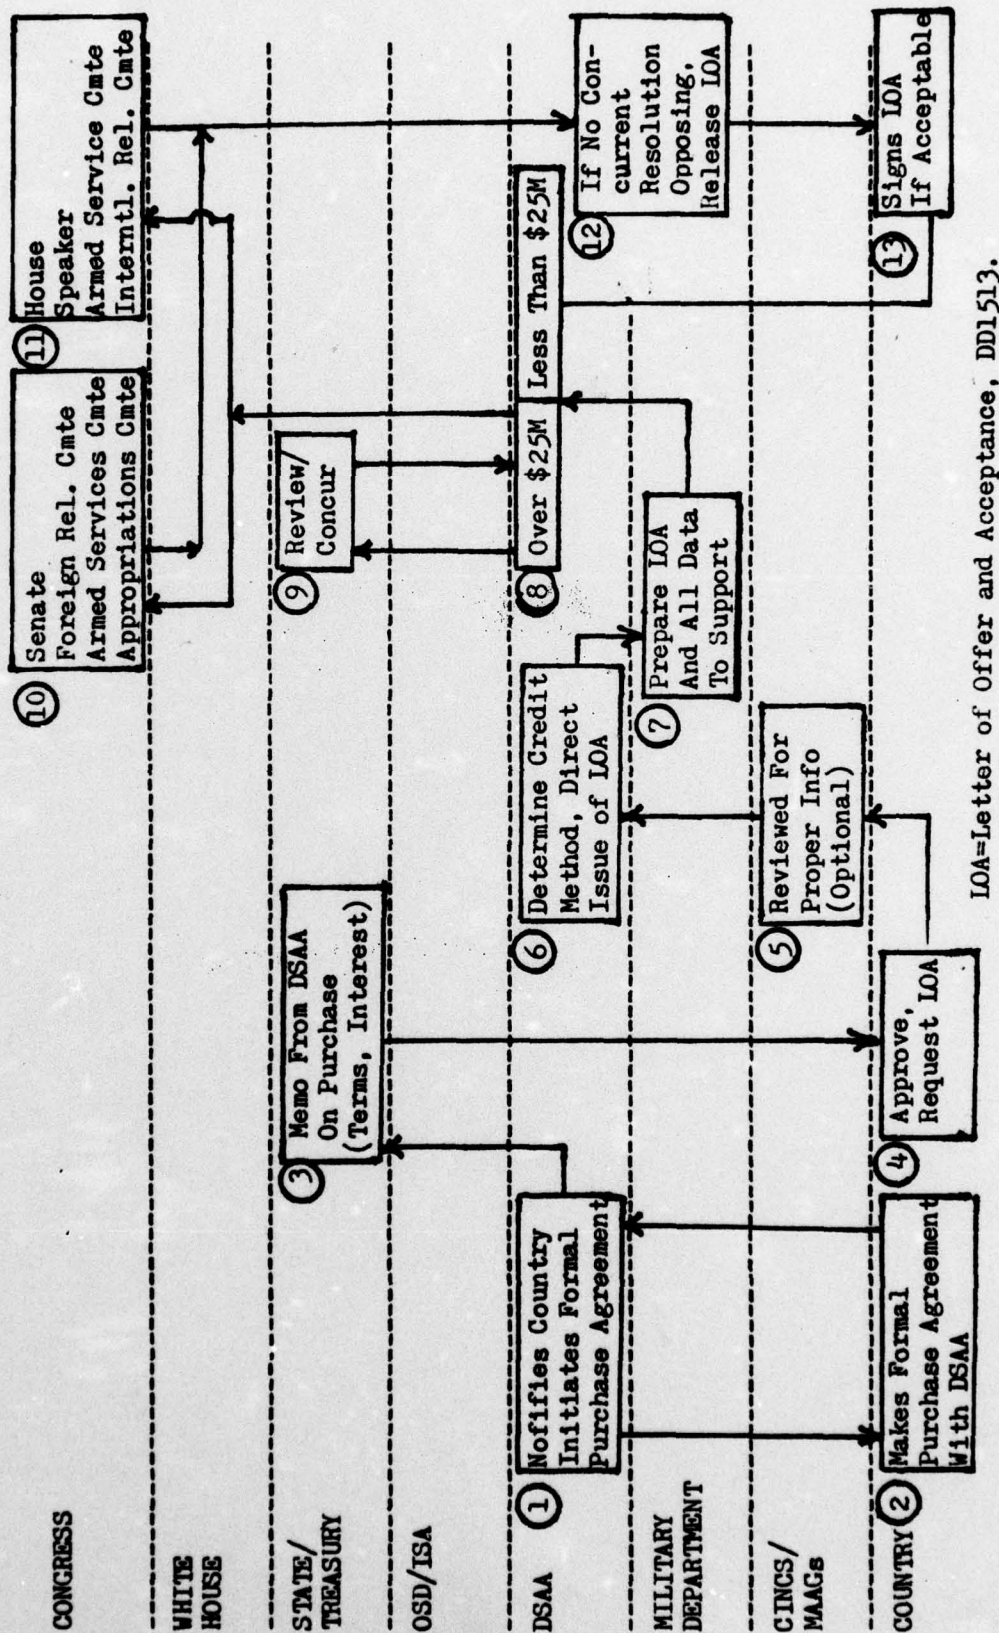 CONGRESS
WHITE
HOUSE
STATE/
TREASURY
OSD/ISA
DSAA
MILITARY
DEPARTMENT
CINCS/
MAAGs
COUNTRY
1
Nofifies Country
Initiates Formal
Purchase Agreement
2
Makes Formal
Purchase Agreement
With DSAA
3
Memo From DSAA
On Purchase
(Terms, Interest)
4
Approve,
Request LOA
5
Reviewed For
Proper Info
(Optional)
6
Determine Credit
Method, Direct
Issue of LOA
7
Prepare LOA
And All Data
To Support
8
Over $25M Less Than $25M
9
Review/
Concur
10
Senate
Foreign Rel. Cmte
Armed Services Cmte
Appropriations Cmte
11
House
Speaker
Armed Service Cmte
Interntl. Rel. Cmte
12
If No Con-
current
Resolution
Opposing,
Release LOA
13
Signs LOA
If Acceptable
LOA=Letter of Offer and Acceptance, DD1513.